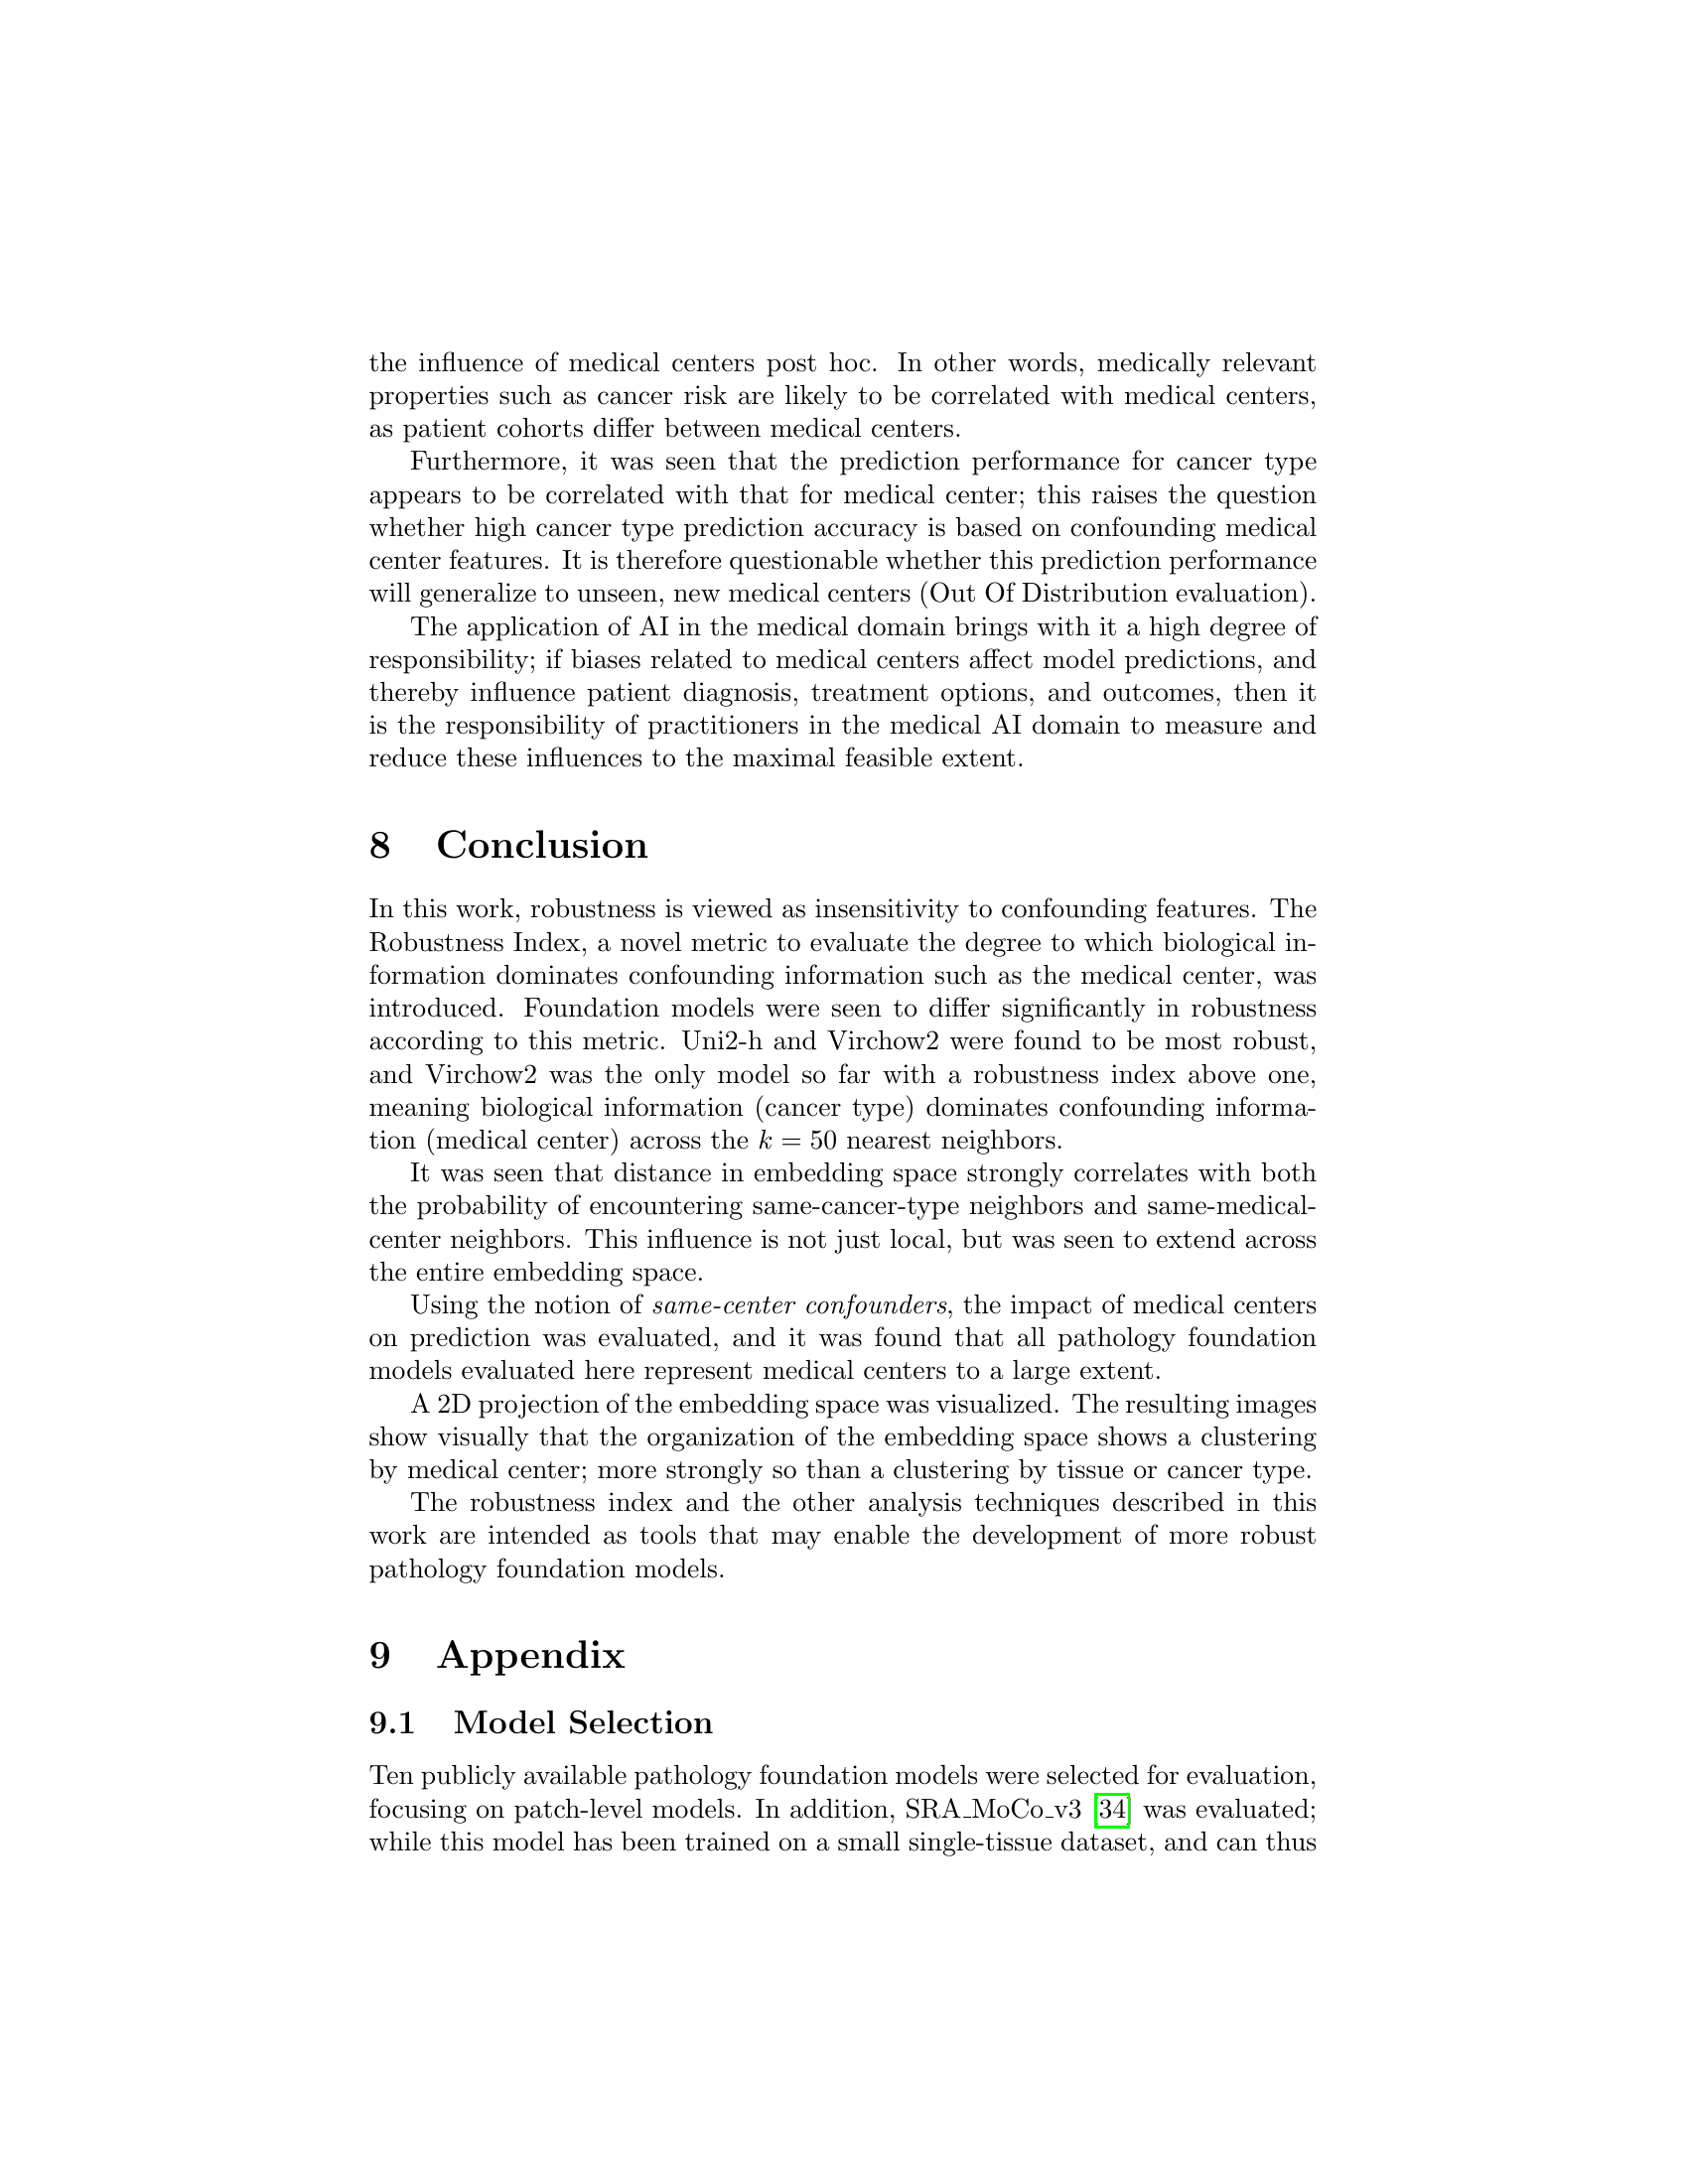 the influence of medical centers post hoc. In other words, medically relevant
properties such as cancer risk are likely to be correlated with medical centers,
as patient cohorts differ between medical centers.
Furthermore, it was seen that the prediction performance for cancer type
appears to be correlated with that for medical center; this raises the question
whether high cancer type prediction accuracy is based on confounding medical
center features. It is therefore questionable whether this prediction performance
will generalize to unseen, new medical centers (Out Of Distribution evaluation).
The application of AI in the medical domain brings with it a high degree of
responsibility; if biases related to medical centers affect model predictions, and
thereby influence patient diagnosis, treatment options, and outcomes, then it
is the responsibility of practitioners in the medical AI domain to measure and
reduce these influences to the maximal feasible extent.
8 Conclusion
In this work, robustness is viewed as insensitivity to confounding features. The
Robustness Index, a novel metric to evaluate the degree to which biological in-
formation dominates confounding information such as the medical center, was
introduced. Foundation models were seen to differ significantly in robustness
according to this metric. Uni2-h and Virchow2 were found to be most robust,
and Virchow2 was the only model so far with a robustness index above one,
meaning biological information (cancer type) dominates confounding informa-
tion (medical center) across the k = 50 nearest neighbors.
It was seen that distance in embedding space strongly correlates with both
the probability of encountering same-cancer-type neighbors and same-medical-
center neighbors. This influence is not just local, but was seen to extend across
the entire embedding space.
Using the notion of same-center confounders, the impact of medical centers
on prediction was evaluated, and it was found that all pathology foundation
models evaluated here represent medical centers to a large extent.
A 2D projection of the embedding space was visualized. The resulting images
show visually that the organization of the embedding space shows a clustering
by medical center; more strongly so than a clustering by tissue or cancer type.
The robustness index and the other analysis techniques described in this
work are intended as tools that may enable the development of more robust
pathology foundation models.
9 Appendix
9.1 Model Selection
Ten publicly available pathology foundation models were selected for evaluation,
focusing on patch-level models. In addition, SRA_MoCo_v3 [34] was evaluated;
while this model has been trained on a small single-tissue dataset, and can thus